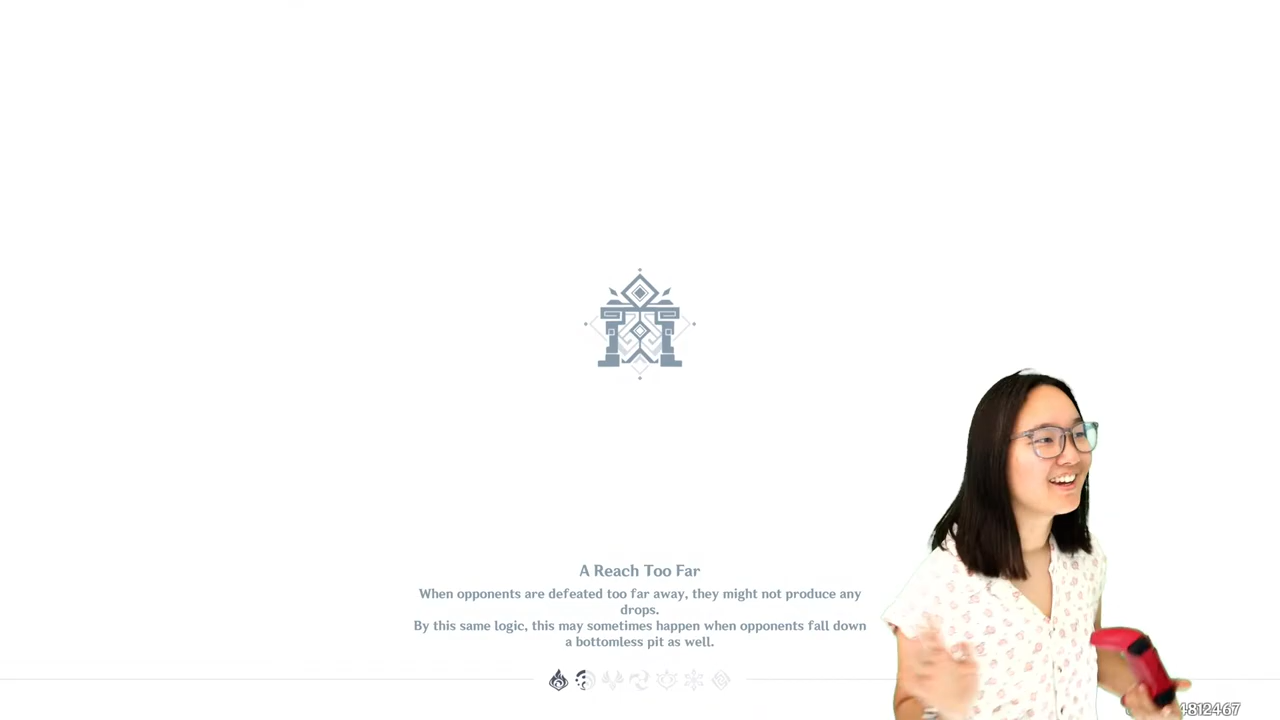 A Reach Too Far
When opponents are defeated too far away, they might not produce any
drops.
By this same logic, this may sometimes happen when opponents fall down
a bottomless pit as well.
4812467